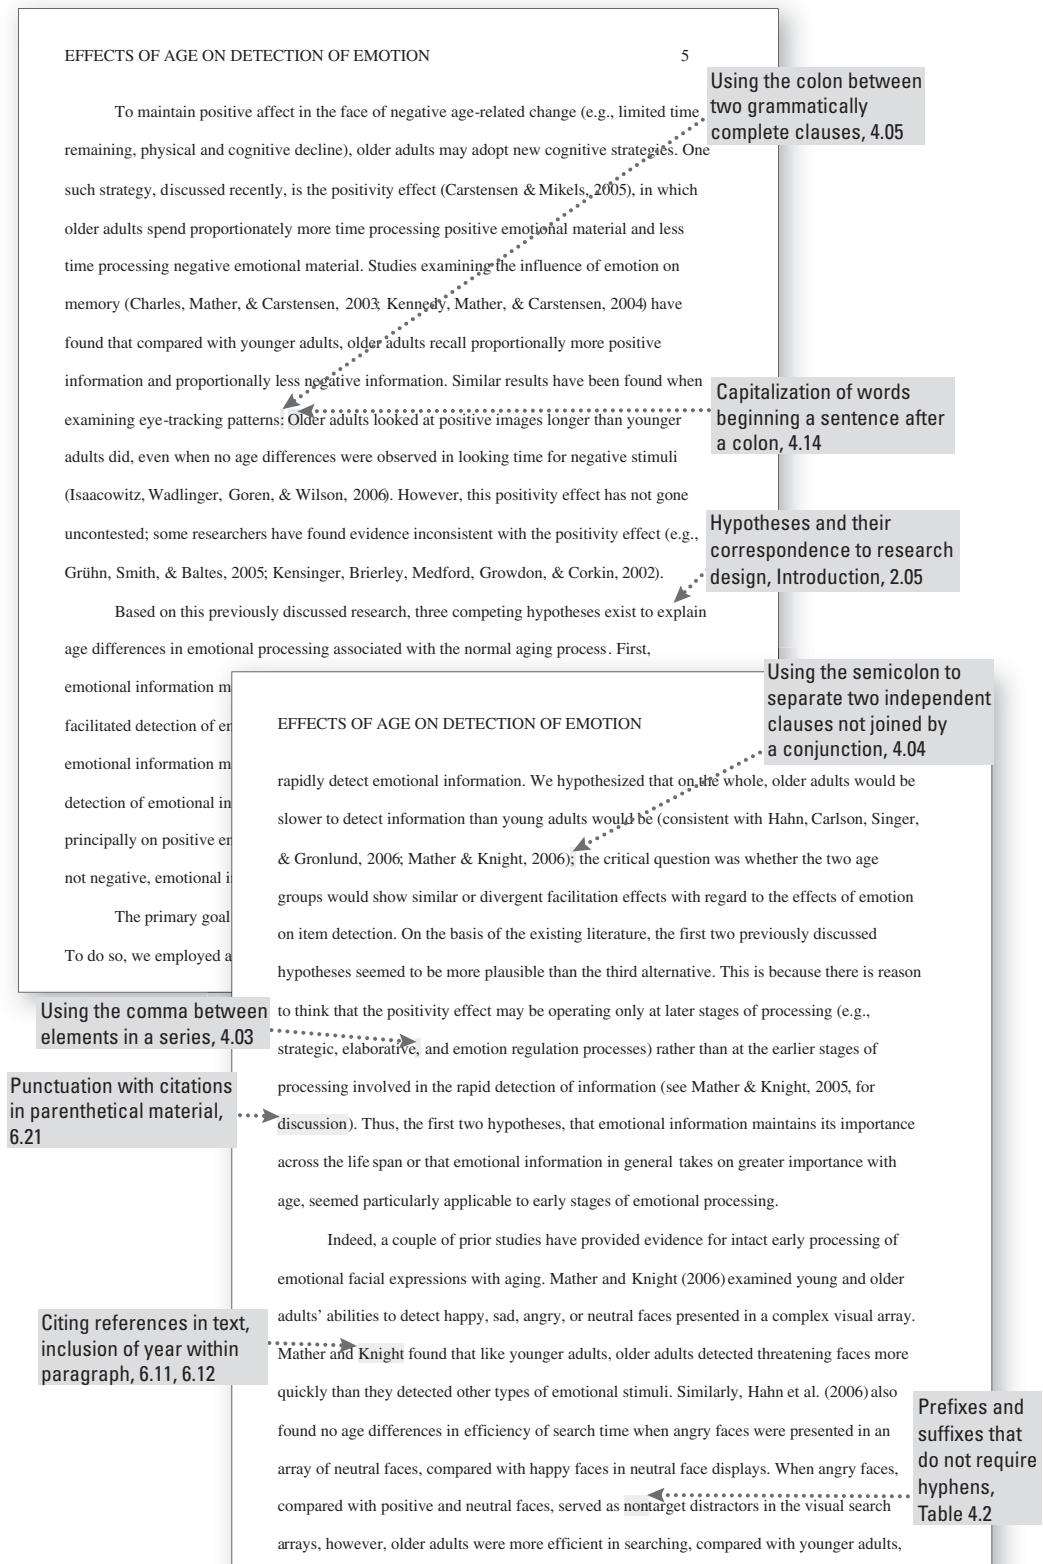 EFFECTS OF AGE ON DETECTION OF EMOTION 5
To maintain positive affect in the face of negative age-related change (e.g., limited time
remaining, physical and cognitive decline), older adults may adopt new cognitive strategies. One
such strategy, discussed recently, is the positivity effect (Carstensen & Mikels, 2005), in which
older adults spend proportionately more time processing positive emotional material and less
time processing negative emotional material. Studies examining the influence of emotion on
memory (Charles, Mather, & Carstensen, 2003; Kennedy, Mather, & Carstensen, 2004) have
found that compared with younger adults, older adults recall proportionally more positive
information and proportionally less negative information. Similar results have been found when
examining eye-tracking patterns: Older adults looked at positive images longer than younger
adults did, even when no age differences were observed in looking time for negative stimuli
(Isaacowitz, Wadlinger, Goren, & Wilson, 2006). However, this positivity effect has not gone
uncontested; some researchers have found evidence inconsistent with the positivity effect (e.g.,
Grühn, Smith, & Baltes, 2005; Kensinger, Brierley, Medford, Growdon, & Corkin, 2002).
Based on this previously discussed research, three competing hypotheses exist to explain
age differences in emotional processing associated with the normal aging process. First,
emotional information m
facilitated detection of en
emotional information m
detection of emotional in
principally on positive en
not negative, emotional i
The primary goal
To do so, we employed a
Using the colon between
two grammatically
complete clauses, 4.05
Capitalization of words
beginning a sentence after
a colon, 4.14
Hypotheses and their
correspondence to research
design, Introduction, 2.05
Using the semicolon to
separate two independent
clauses not joined by
a conjunction, 4.04
EFFECTS OF AGE ON DETECTION OF EMOTION
rapidly detect emotional information. We hypothesized that on the whole, older adults would be
slower to detect information than young adults would be (consistent with Hahn, Carlson, Singer,
& Gronlund, 2006; Mather & Knight, 2006); the critical question was whether the two age
groups would show similar or divergent facilitation effects with regard to the effects of emotion
on item detection. On the basis of the existing literature, the first two previously discussed
hypotheses seemed to be more plausible than the third alternative. This is because there is reason
to think that the positivity effect may be operating only at later stages of processing (e.g.,
strategic, elaborative, and emotion regulation processes) rather than at the earlier stages of
processing involved in the rapid detection of information (see Mather & Knight, 2005, for
discussion). Thus, the first two hypotheses, that emotional information maintains its importance
across the life span or that emotional information in general takes on greater importance with
age, seemed particularly applicable to early stages of emotional processing.
Indeed, a couple of prior studies have provided evidence for intact early processing of
emotional facial expressions with aging. Mather and Knight (2006) examined young and older
adults' abilities to detect happy, sad, angry, or neutral faces presented in a complex visual array.
Mather and Knight found that like younger adults, older adults detected threatening faces more
quickly than they detected other types of emotional stimuli. Similarly, Hahn et al. (2006) also
found no age differences in efficiency of search time when angry faces were presented in an
array of neutral faces, compared with happy faces in neutral face displays. When angry faces,
compared with positive and neutral faces, served as nontarget distractors in the visual search
arrays, however, older adults were more efficient in searching, compared with younger adults,
Using the comma between
elements in a series, 4.03
Punctuation with citations
in parenthetical material,
6.21
Citing references in text,
inclusion of year within
paragraph, 6.11, 6.12
Prefixes and
suffixes that
do not require
hyphens,
Table 4.2